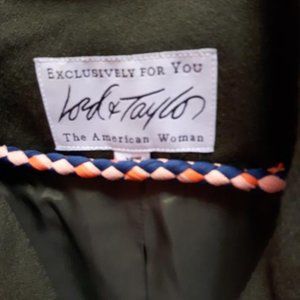 EXCLUSIVELY FOR YOU
Lord & Taylor
The American Woman